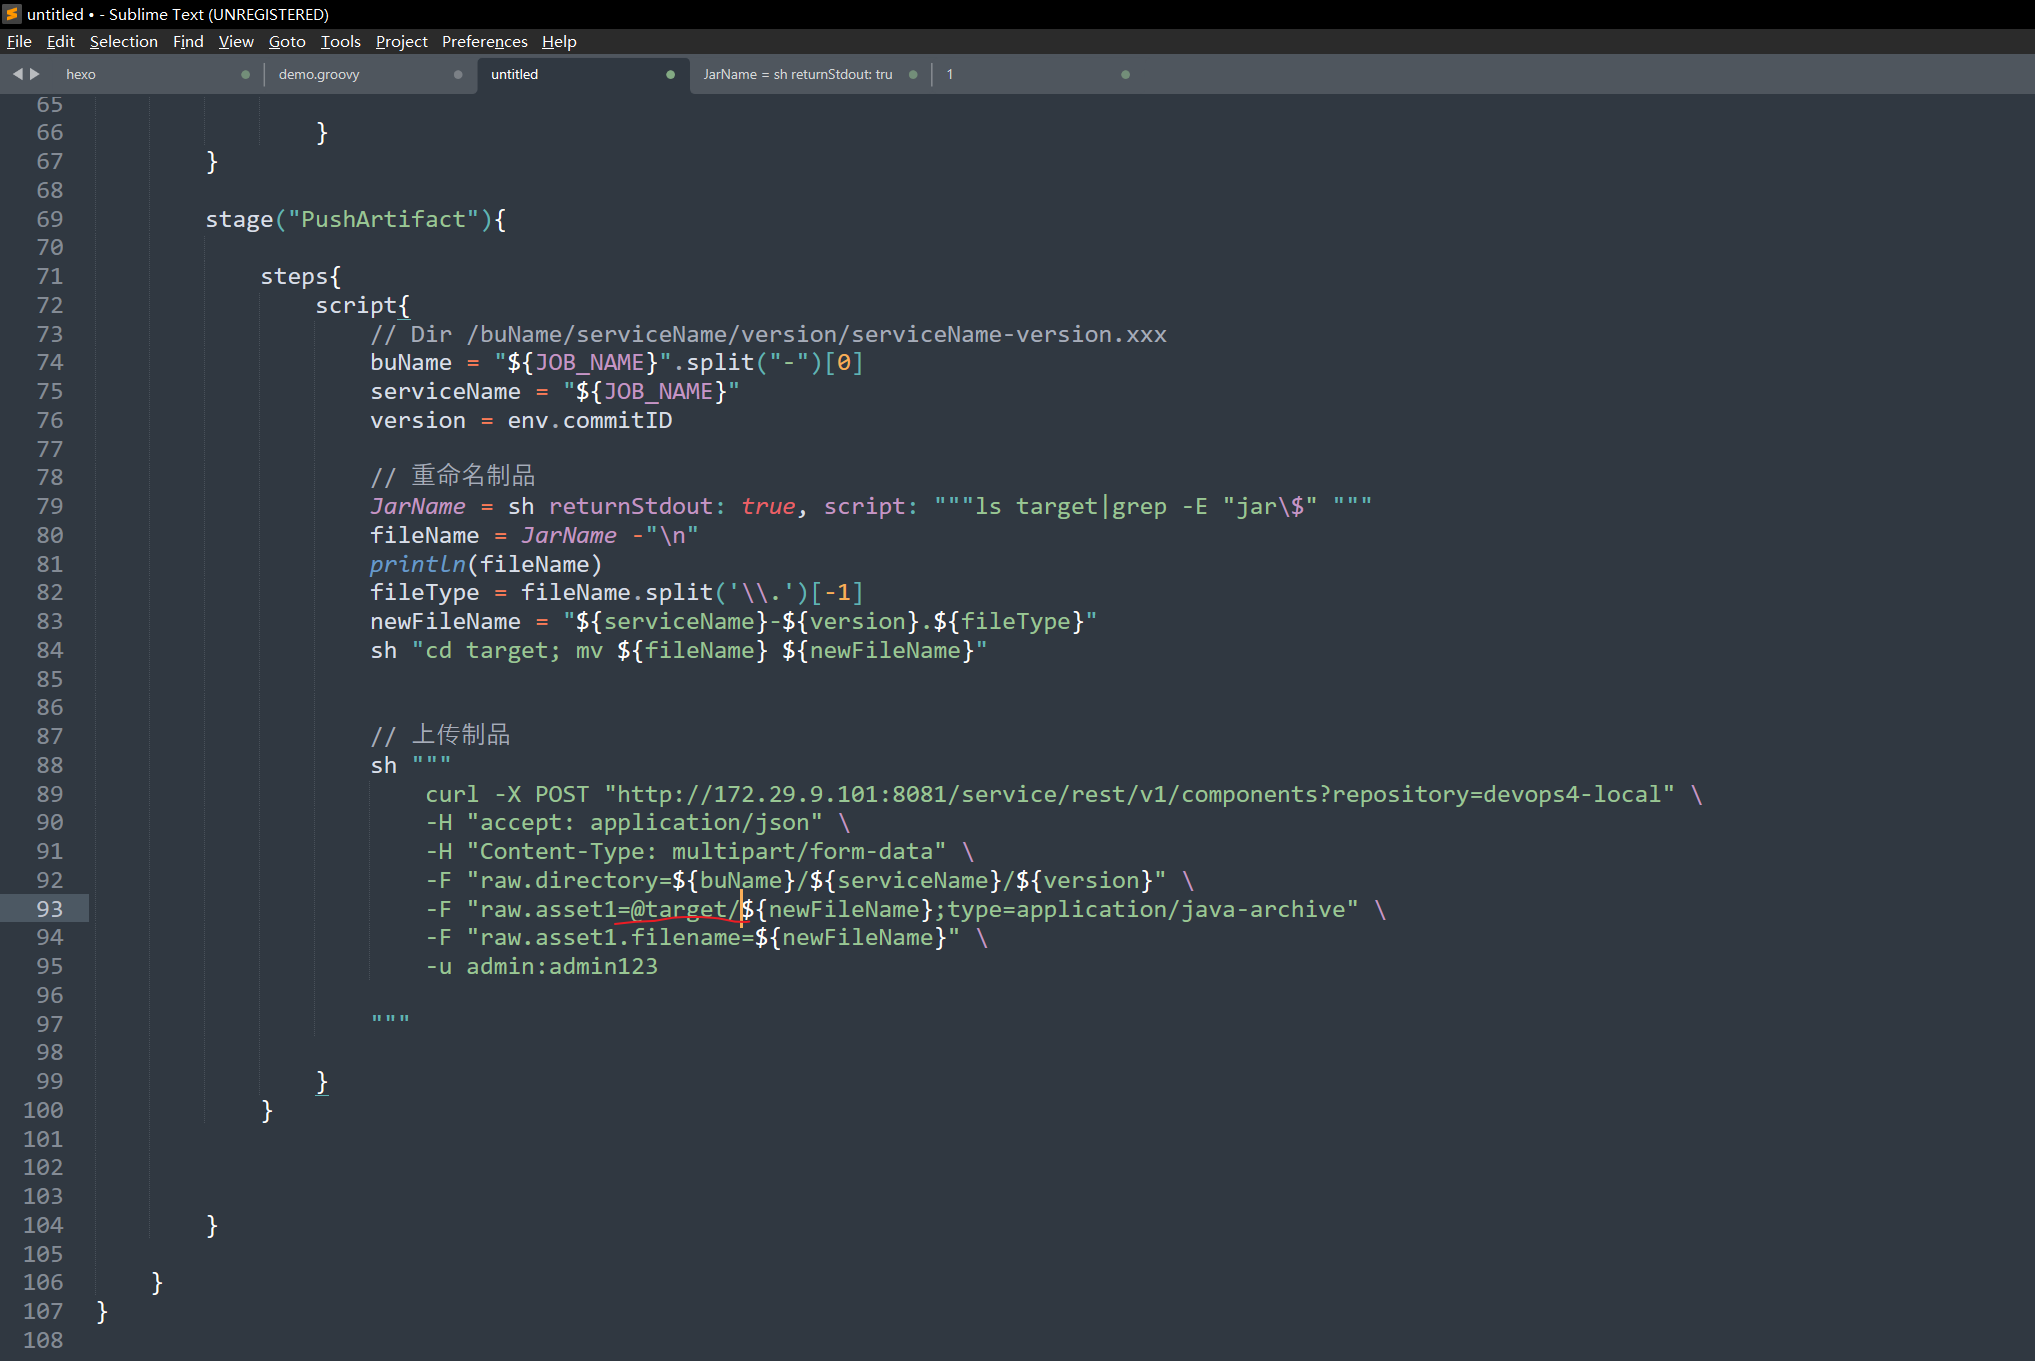 untitled • - Sublime Text (UNREGISTERED)
File Edit Selection Find View Goto Tools Project Preferences Help
hexo demo.groovy untitled JarName = sh returnStdout: tru 1
65
66 }
67 }
68
69 stage("PushArtifact"){
70
71 steps{
72 script{
73 // Dir /buName/serviceName/version/serviceName-version.xxx
74 buName = "${JOB_NAME}".split("-")[0]
75 serviceName = "${JOB_NAME}"
76 version = env.commitID
77
78 // 重命名制品
79 JarName = sh returnStdout: true, script: """ls target|grep -E "jar\$" """
80 fileName = JarName -"\n"
81 println(fileName)
82 fileType = fileName.split('\\.')[-1]
83 newFileName = "${serviceName}-${version}.${fileType}"
84 sh "cd target; mv ${fileName} ${newFileName}"
85
86
87 // 上传制品
88 sh """
89 curl -X POST "http://172.29.9.101:8081/service/rest/v1/components?repository=devops4-local" \
90 -H "accept: application/json" \
91 -H "Content-Type: multipart/form-data" \
92 -F "raw.directory=${buName}/${serviceName}/${version}" \
93 -F "raw.asset1=@target/${newFileName};type=application/java-archive" \
94 -F "raw.asset1.filename=${newFileName}" \
95 -u admin:admin123
96
97 """
98
99 }
100 }
101
102
103
104 }
105
106 }
107 }
108